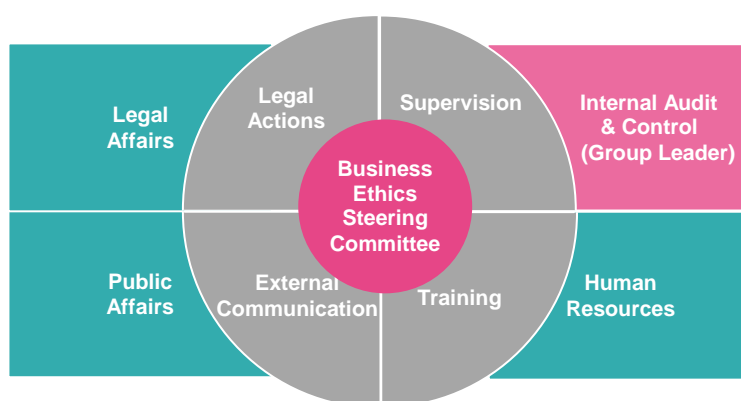 Legal
Affairs
Legal
Actions
Supervision
Internal Audit
& Control
(Group Leader)
Business
Ethics
Steering
Committee
Public
Affairs
External
Communication
Training
Human
Resources